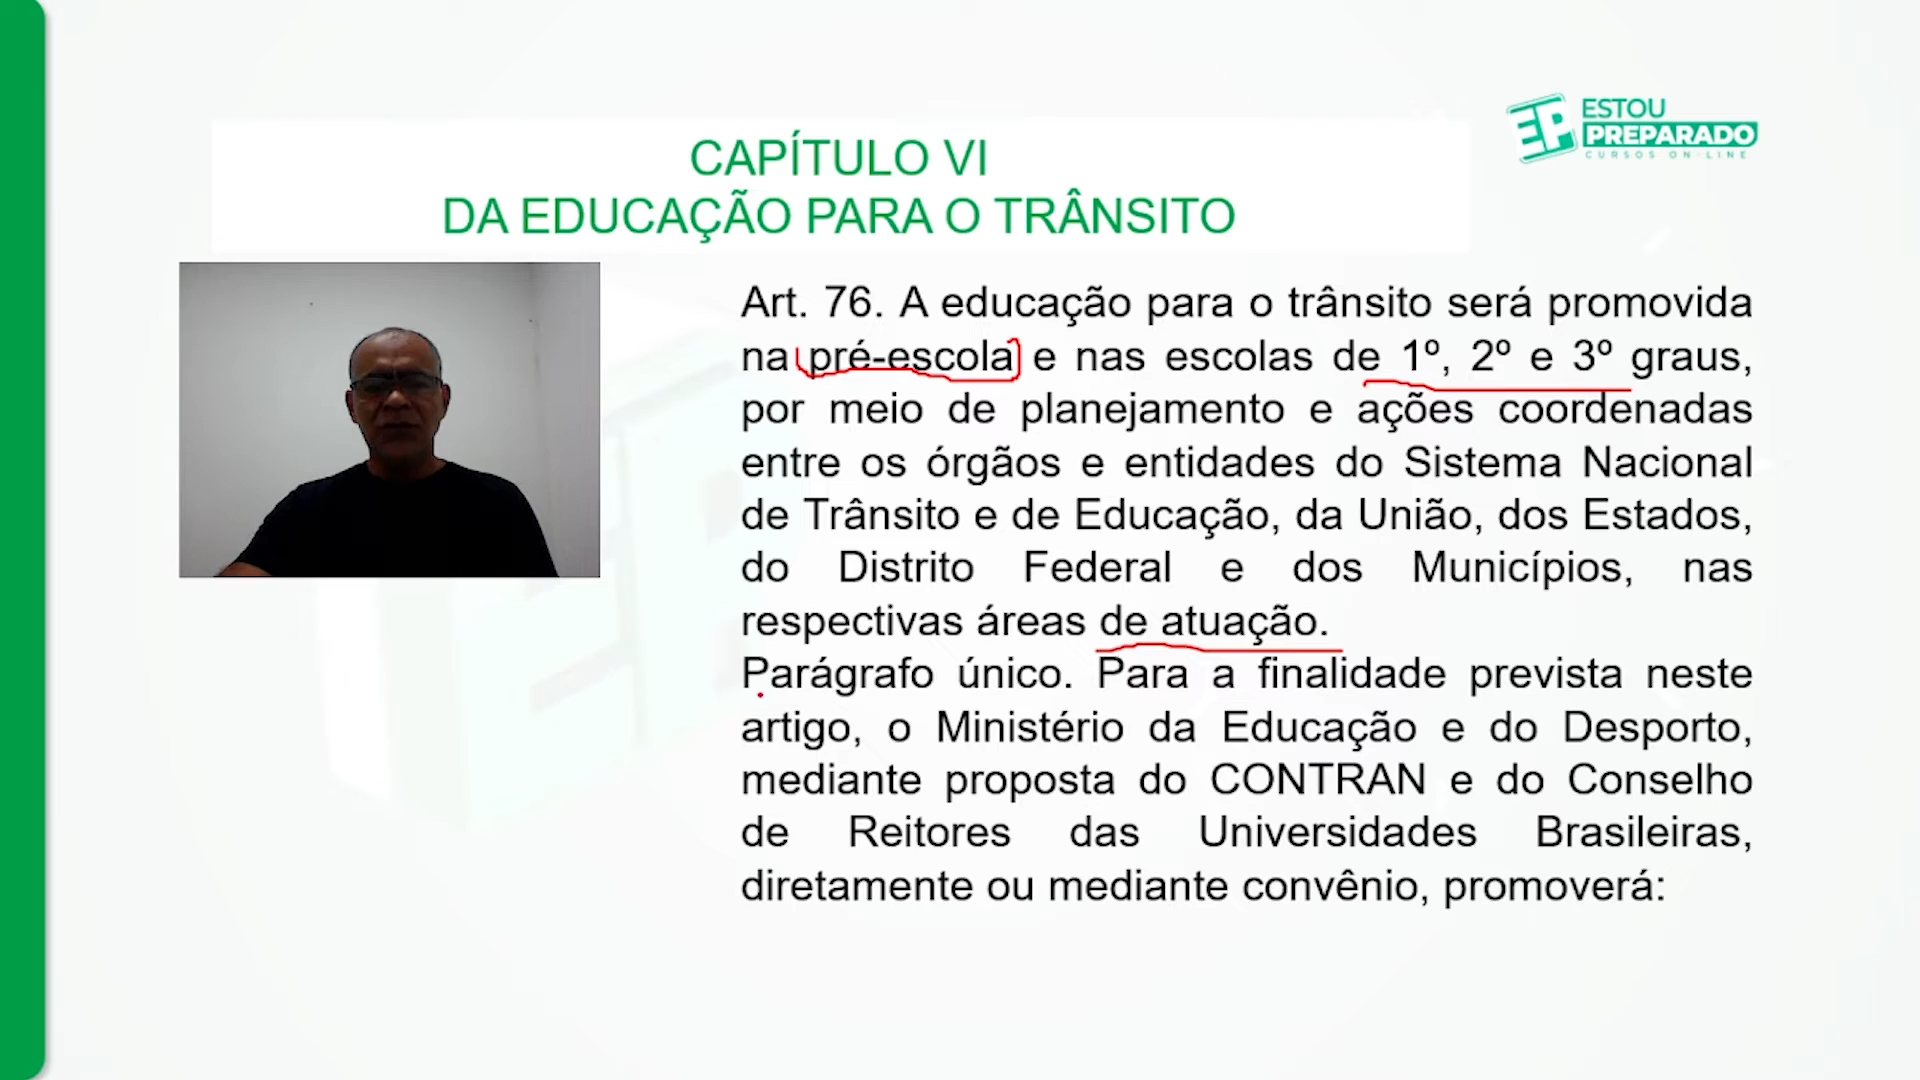 ESTOU
PREPARADO
CURSOS ON-LINE
CAPÍTULO VI
DA EDUCAÇÃO PARA O TRÂNSITO
Art. 76. A educação para o trânsito será promovida
na pré-escola e nas escolas de 1º, 2º e 3º graus,
por meio de planejamento e ações coordenadas
entre os órgãos e entidades do Sistema Nacional
de Trânsito e de Educação, da União, dos Estados,
do Distrito Federal e dos Municípios, nas
respectivas áreas de atuação.
Parágrafo único. Para a finalidade prevista neste
artigo, o Ministério da Educação e do Desporto,
mediante proposta do CONTRAN e do Conselho
de Reitores das Universidades Brasileiras,
diretamente ou mediante convênio, promoverá: